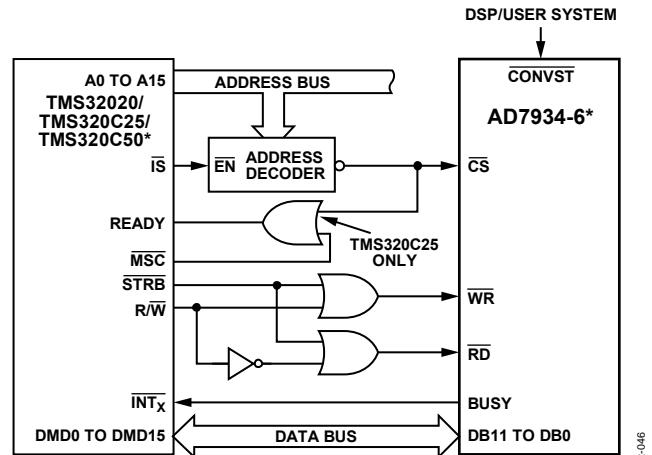 DSP/USER SYSTEM
A0 TO A15
ADDRESS BUS
CONVST
TMS32020/
TMS320C25/
TMS320C50*
AD7934-6*
IS
EN ADDRESS
DECODER
CS
READY
TMS320C25
ONLY
MSC
STRB
R/W
WR
RD
INTX
BUSY
DMD0 TO DMD15
DATA BUS
DB11 TO DB0
-046